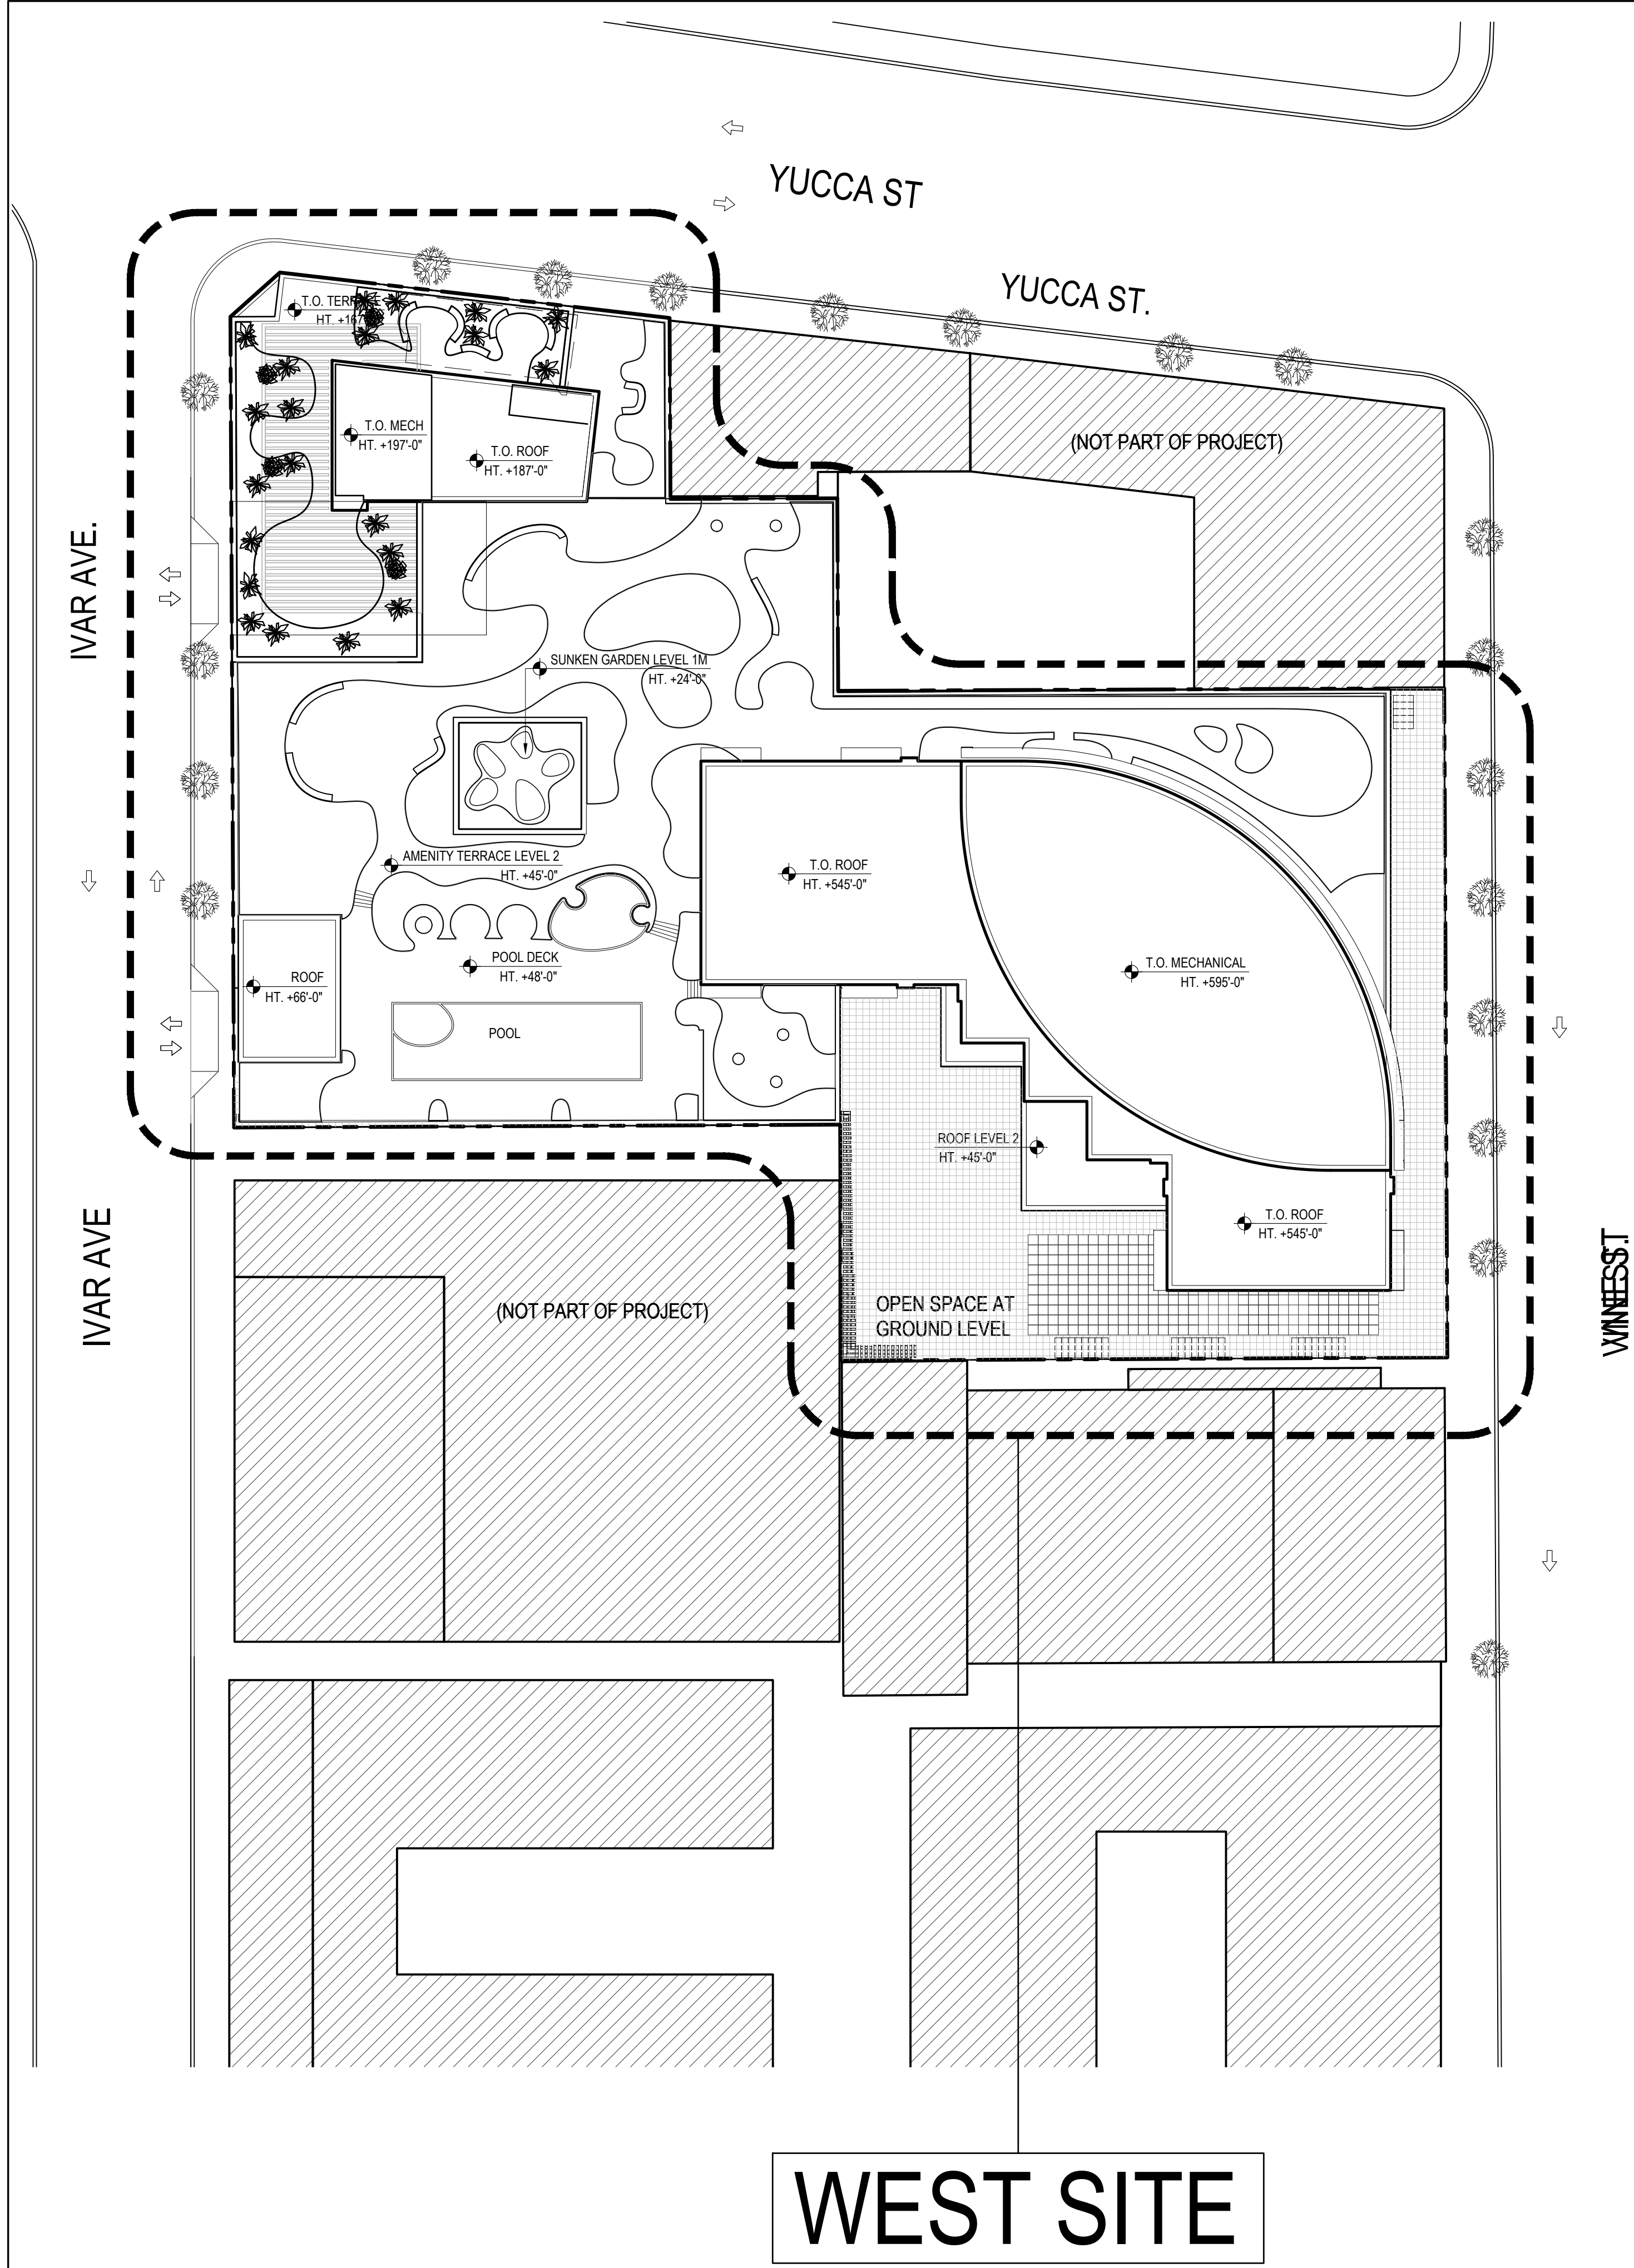 YUCCA ST
YUCCA ST.
T.O. TERRACE
HT. +167
T.O. MECH
HT. +197'-0"
T.O. ROOF
HT. +187'-0"
(NOT PART OF PROJECT)
IVAR AVE.
SUNKEN GARDEN LEVEL 1M
HT. +24'-0"
AMENITY TERRACE LEVEL 2
HT. +45'-0"
T.O. ROOF
HT. +545'-0"
POOL DECK
HT. +48'-0"
ROOF
HT. +66'-0"
T.O. MECHANICAL
HT. +595'-0"
POOL
ROOF LEVEL 2
HT. +45'-0"
T.O. ROOF
HT. +545'-0"
IVAR AVE
(NOT PART OF PROJECT)
OPEN SPACE AT
GROUND LEVEL
WEST SITE